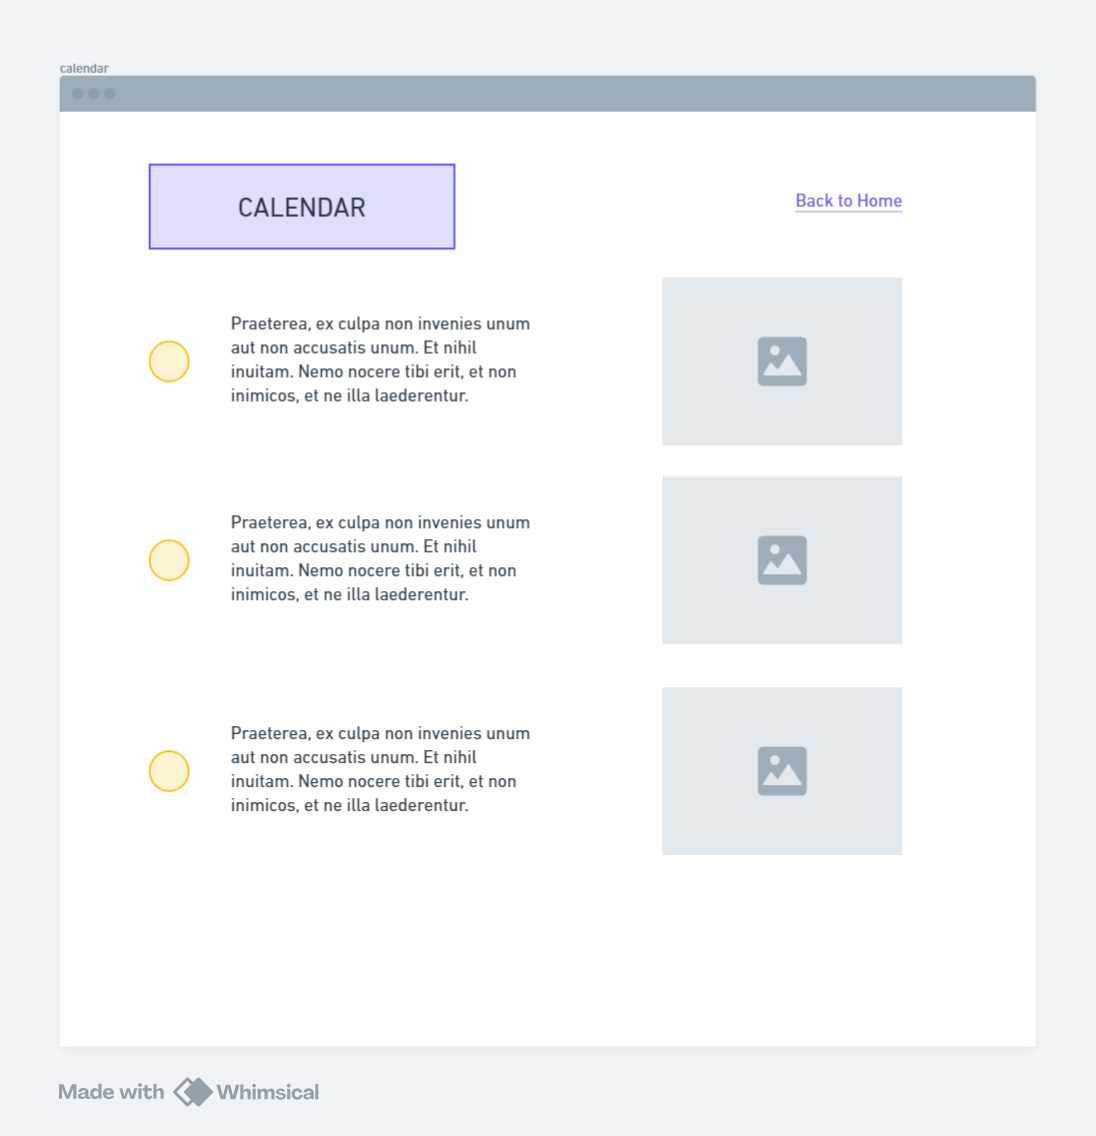 calendar
CALENDAR
Back to Home
Praeterea, ex culpa non invenies unum
aut non accusatis unum. Et nihil
inuitam. Nemo nocere tibi erit, et non
inimicos, et ne illa laederentur.
Praeterea, ex culpa non invenies unum
aut non accusatis unum. Et nihil
inuitam. Nemo nocere tibi erit, et non
inimicos, et ne illa laederentur.
Praeterea, ex culpa non invenies unum
aut non accusatis unum. Et nihil
inuitam. Nemo nocere tibi erit, et non
inimicos, et ne illa laederentur.
Made with Whimsical